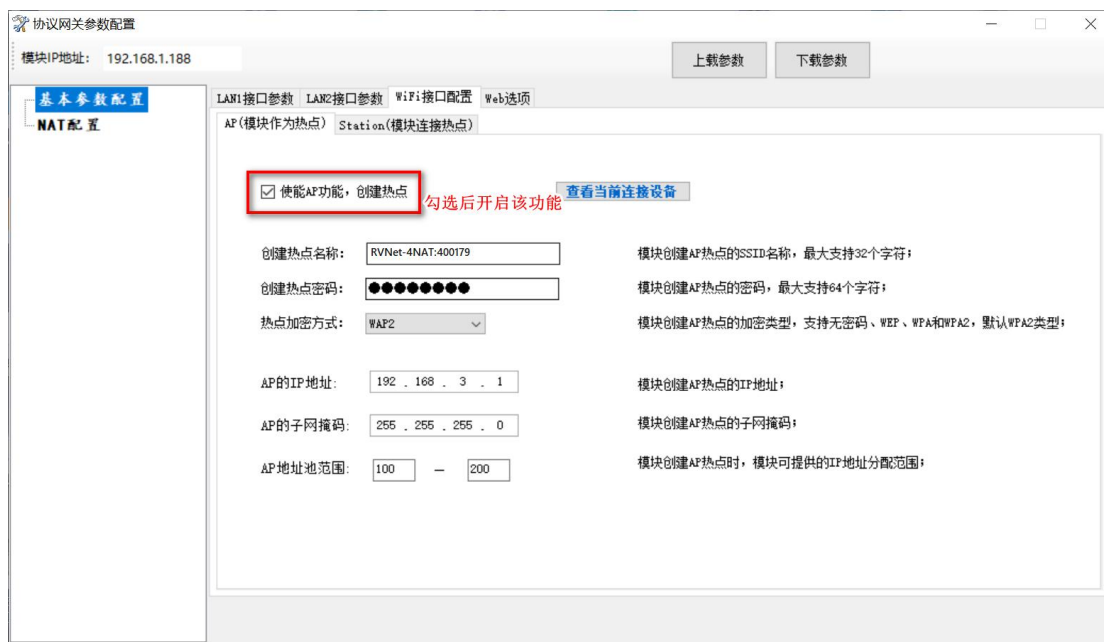 协议网关参数配置
模块IP地址： 192.168.1.188
上载参数 下载参数
基本参数配置
NAT配置
LAN1接口参数 LAN2接口参数 WiFi接口配置 Web选项
AP(模块作为热点) Station(模块连接热点)
使能AP功能，创建热点
勾选后开启该功能
查看当前连接设备
创建热点名称： RVNet-4NAT:400179 模块创建AP热点的SSID名称，最大支持32个字符；
创建热点密码： ●●●●●●●● 模块创建AP热点的密码，最大支持64个字符；
热点加密方式： WAP2 模块创建AP热点的加密类型，支持无密码、WEP、WPA和WPA2，默认WPA2类型；
AP的IP地址: 192 . 168 . 3 . 1 模块创建AP热点的IP地址；
AP的子网掩码: 255 . 255 . 255 . 0 模块创建AP热点的子网掩码；
AP地址池范围: 100 — 200 模块创建AP热点时，模块可提供的IP地址分配范围；